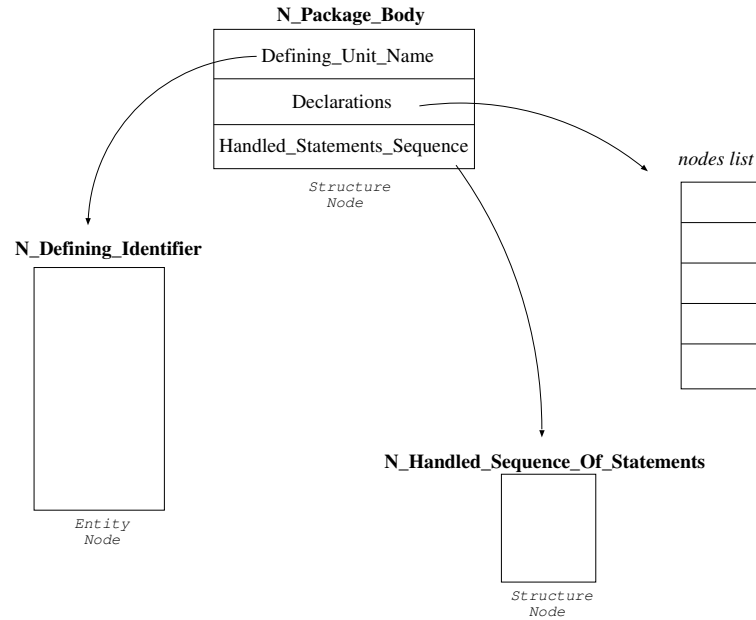 N_Package_Body
Defining_Unit_Name
Declarations
Handled_Statements_Sequence
Structure
Node
nodes list
N_Defining_Identifier
Entity
Node
N_Handled_Sequence_Of_Statements
Structure
Node